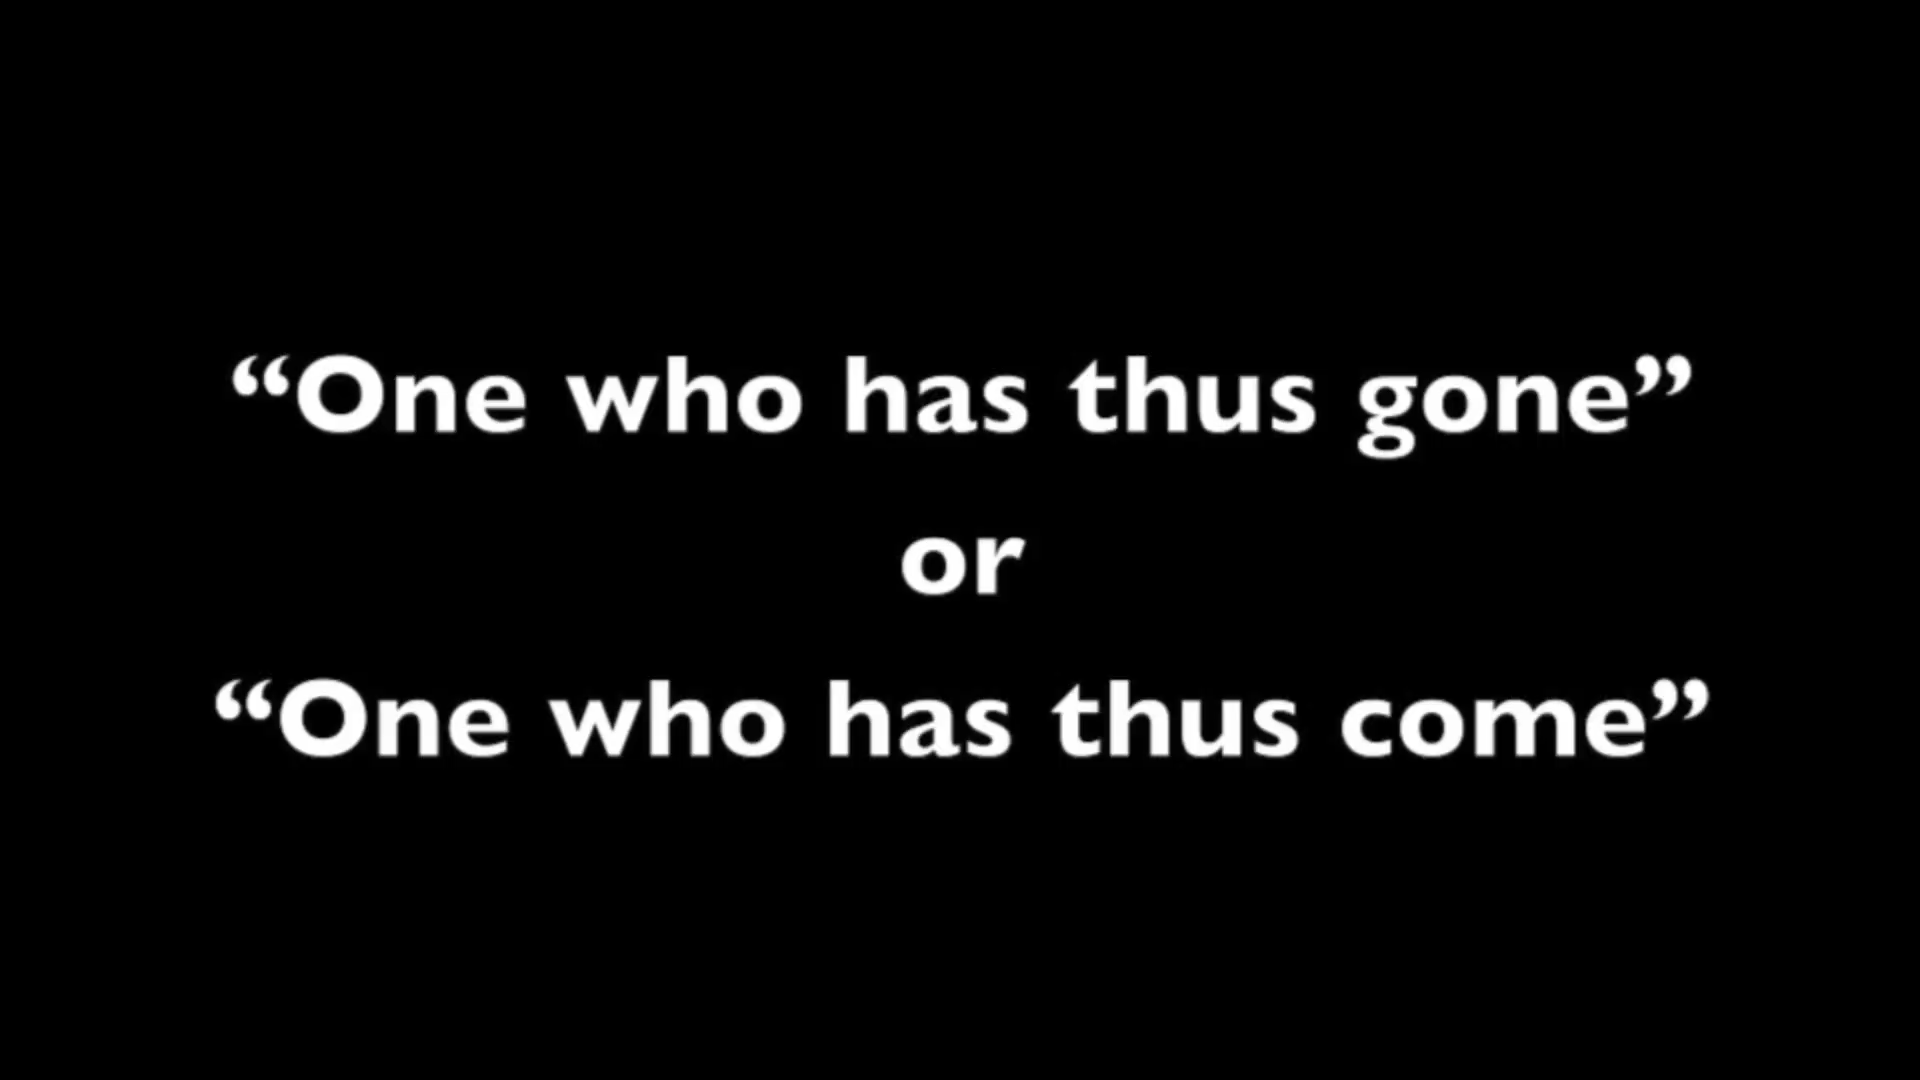 “One who has thus gone”
or
“One who has thus come”